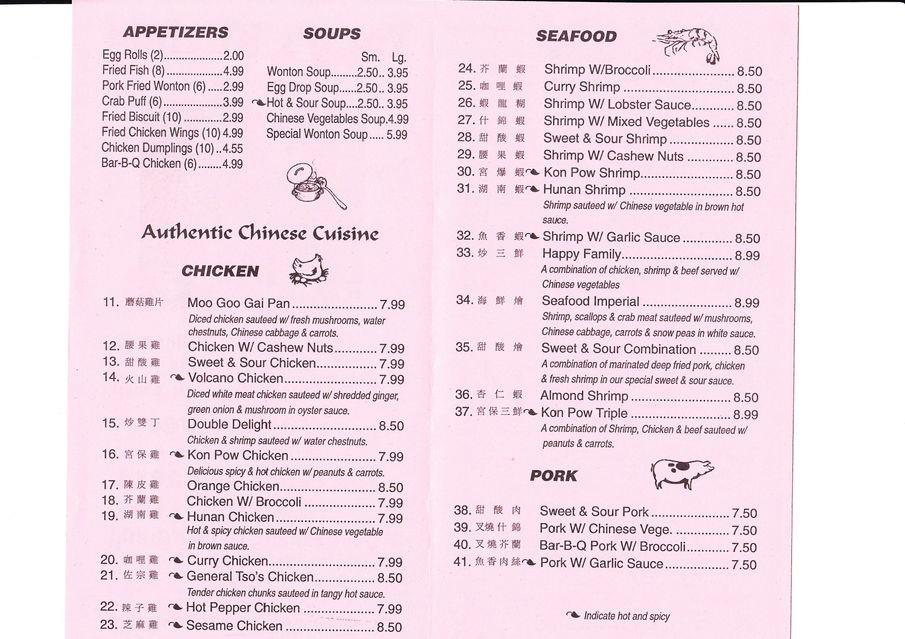 APPETIZERS
Egg Rolls (2)....................2.00
Fried Fish (8) ...................4.99
Pork Fried Wonton (6) .....2.99
Crab Puff (6)....................3.99
Fried Biscuit (10) .............2.99
Fried Chicken Wings (10) 4.99
Chicken Dumplings (10) ..4.55
Bar-B-Q Chicken (6) ........4.99
SOUPS
Sm. Lg.
Wonton Soup........2.50.. 3.95
Egg Drop Soup.....2.50.. 3.95
Hot & Sour Soup....2.50.. 3.95
Chinese Vegetables Soup.4.99
Special Wonton Soup ..... 5.99
Authentic Chinese Cuisine
CHICKEN
11. 蘑菇雞片 Moo Goo Gai Pan ........................ 7.99
Diced chicken sauteed w/ fresh mushrooms, water
chestnuts, Chinese cabbage & carrots.
12. 腰果雞 Chicken W/ Cashew Nuts............ 7.99
13. 甜酸雞 Sweet & Sour Chicken................. 7.99
14. 火山雞 Volcano Chicken.......................... 7.99
Diced white meat chicken sauteed w/ shredded ginger,
green onion & mushroom in oyster sauce.
15. 炒雙丁 Double Delight ............................. 8.50
Chicken & shrimp sauteed w/ water chestnuts.
16. 宮保雞 Kon Pow Chicken ........................ 7.99
Delicious spicy & hot chicken w/ peanuts & carrots.
17. 陳皮雞 Orange Chicken........................... 8.50
18. 芥蘭雞 Chicken W/ Broccoli ..................... 7.99
19. 湖南雞 Hunan Chicken ............................ 7.99
Hot & spicy chicken sauteed w/ Chinese vegetable
in brown sauce.
20. 咖喱雞 Curry Chicken.............................. 7.99
21. 佐宗雞 General Tso's Chicken................. 8.50
Tender chicken chunks sauteed in tangy hot sauce.
22. 辣子雞 Hot Pepper Chicken ..................... 7.99
23. 芝麻雞 Sesame Chicken ......................... 8.50
SEAFOOD
24. 芥蘭蝦 Shrimp W/Broccoli........................ 8.50
25. 咖喱蝦 Curry Shrimp ............................... 8.50
26. 蝦龍糊 Shrimp W/ Lobster Sauce............ 8.50
27. 什錦蝦 Shrimp W/ Mixed Vegetables ...... 8.50
28. 甜酸蝦 Sweet & Sour Shrimp ................... 8.50
29. 腰果蝦 Shrimp W/ Cashew Nuts ............. 8.50
30. 宮爆蝦 Kon Pow Shrimp.......................... 8.50
31. 湖南蝦 Hunan Shrimp ............................. 8.50
Shrimp sauteed w/ Chinese vegetable in brown hot
sauce.
32. 魚香蝦 Shrimp W/ Garlic Sauce .............. 8.50
33. 炒三鮮 Happy Family............................... 8.99
A combination of chicken, shrimp & beef served w/
Chinese vegetables
34. 海鮮燴 Seafood Imperial ......................... 8.99
Shrimp, scallops & crab meat sauteed w/ mushrooms,
Chinese cabbage, carrots & snow peas in white sauce.
35. 甜酸燴 Sweet & Sour Combination ......... 8.50
A combination of marinated deep fried pork, chicken
& fresh shrimp in our special sweet & sour sauce.
36. 杏仁蝦 Almond Shrimp ............................ 8.50
37. 宮保三鮮 Kon Pow Triple ........................... 8.99
A combination of Shrimp, Chicken & beef sauteed w/
peanuts & carrots.
PORK
38. 甜酸肉 Sweet & Sour Pork ...................... 7.50
39. 叉燒什錦 Pork W/ Chinese Vege. ............... 7.50
40. 叉燒芥蘭 Bar-B-Q Pork W/ Broccoli............ 7.50
41. 魚香肉絲 Pork W/ Garlic Sauce.................. 7.50
Indicate hot and spicy